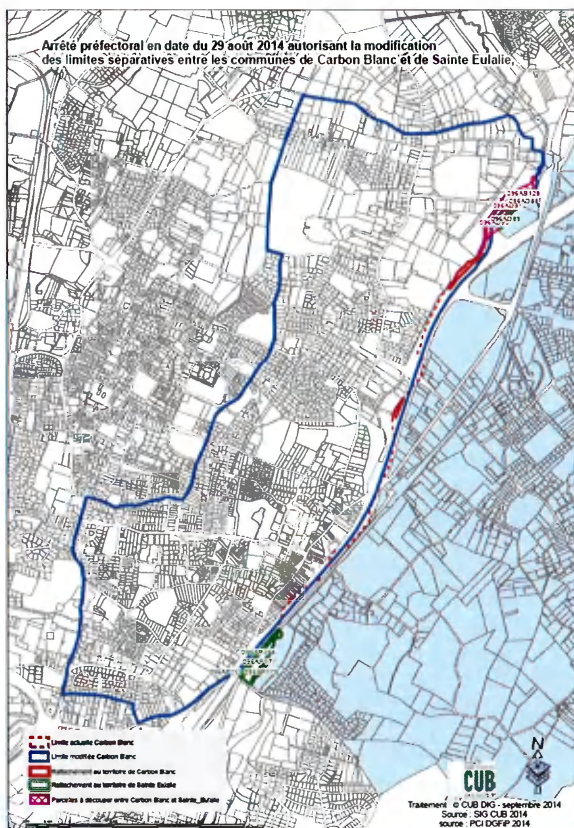 Arrêté préfectoral en date du 29 août 2014 autorisant la modification
des limites séparatives entre les communes de Carbon Blanc et de Sainte Eulalie,
Limite actuelle Carbon Blanc
Limite modifiée Carbon Blanc
Rattachement au territoire de Carbon Blanc
Rattachement au territoire de Sainte Eulalie
Parcelles à découper entre Carbon Blanc et Sainte_Eulalie
CUB
N
Traitement : © CUB DIG - septembre 2014
Source : SIG CUB 2014
source : PCI DGFiP 2014